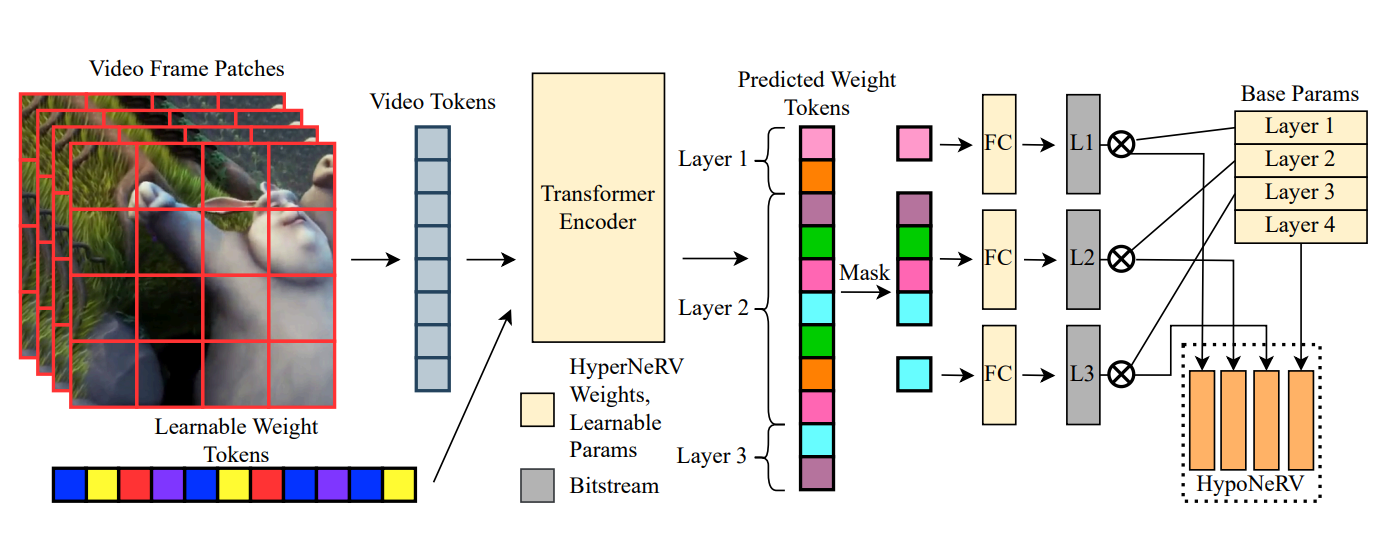 Video Frame Patches
Video Tokens
Transformer
Encoder
Predicted Weight
Tokens
Layer 1
Layer 2
Layer 3
Mask
FC
L1
FC
L2
FC
L3
Base Params
Layer 1
Layer 2
Layer 3
Layer 4
HypoNeRV
Learnable Weight
Tokens
HyperNeRV
Weights,
Learnable
Params
Bitstream